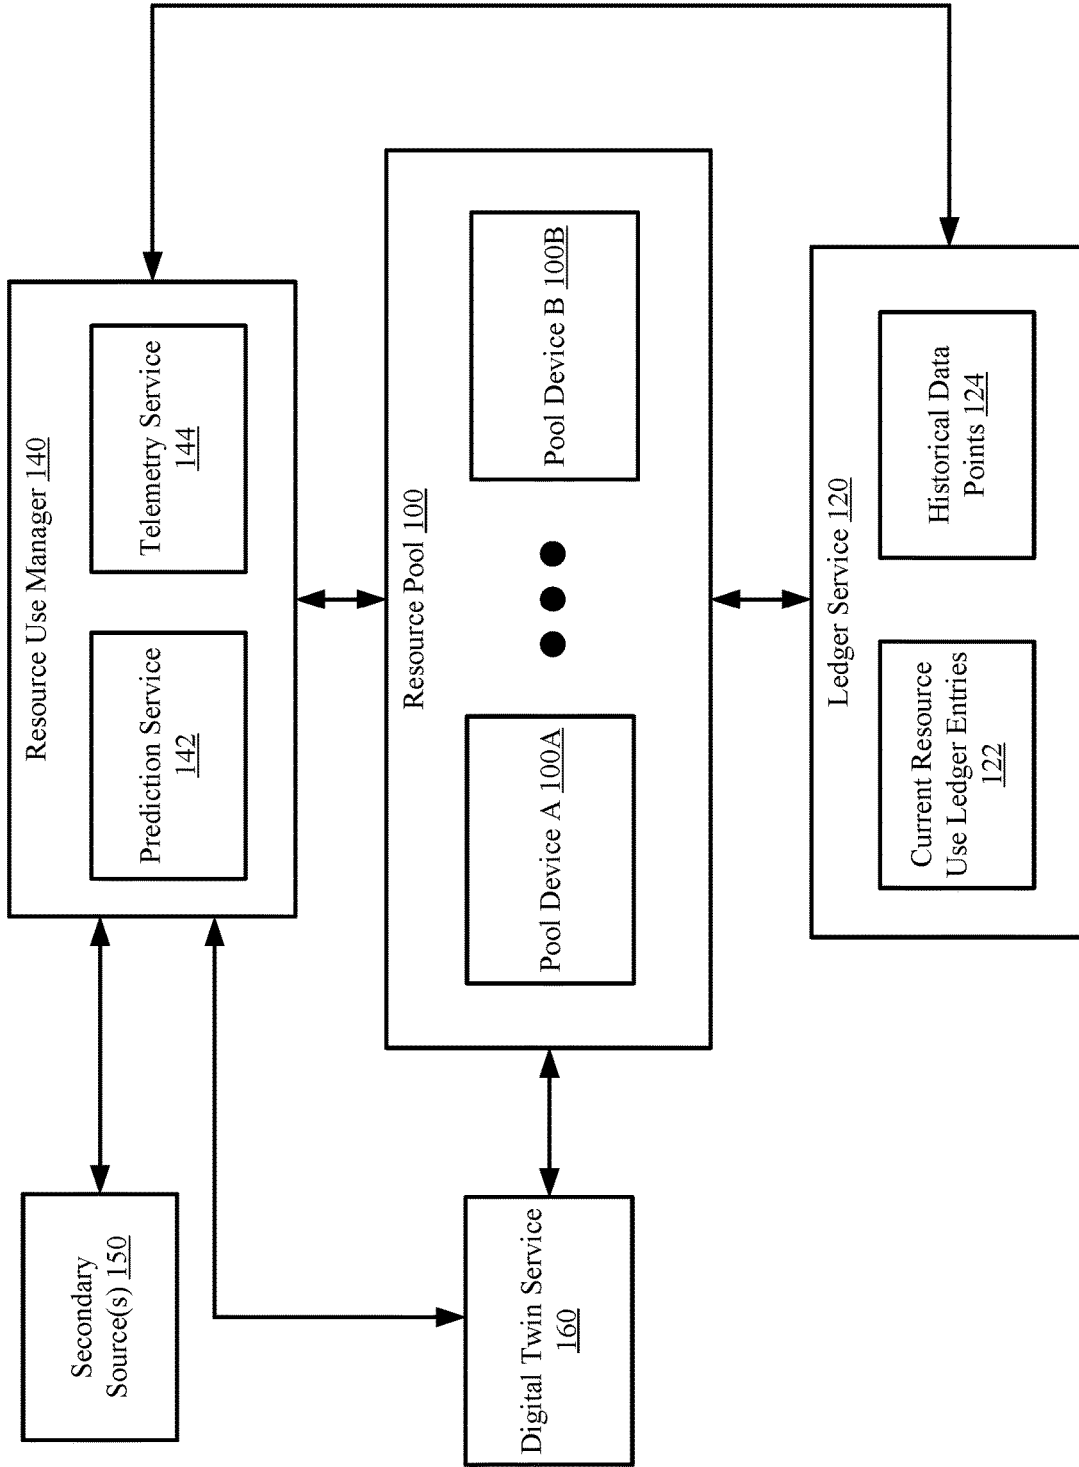 Secondary
Source(s) 150
Resource Use Manager 140
Prediction Service
142
Telemetry Service
144
Digital Twin Service
160
Resource Pool 100
Pool Device A 100A
Pool Device B 100B
Ledger Service 120
Current Resource
Use Ledger Entries
122
Historical Data
Points 124